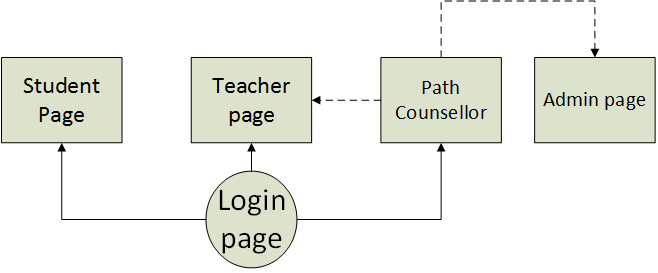 Student
Page
Teacher
page
Path
Counsellor
Admin page
Login
page